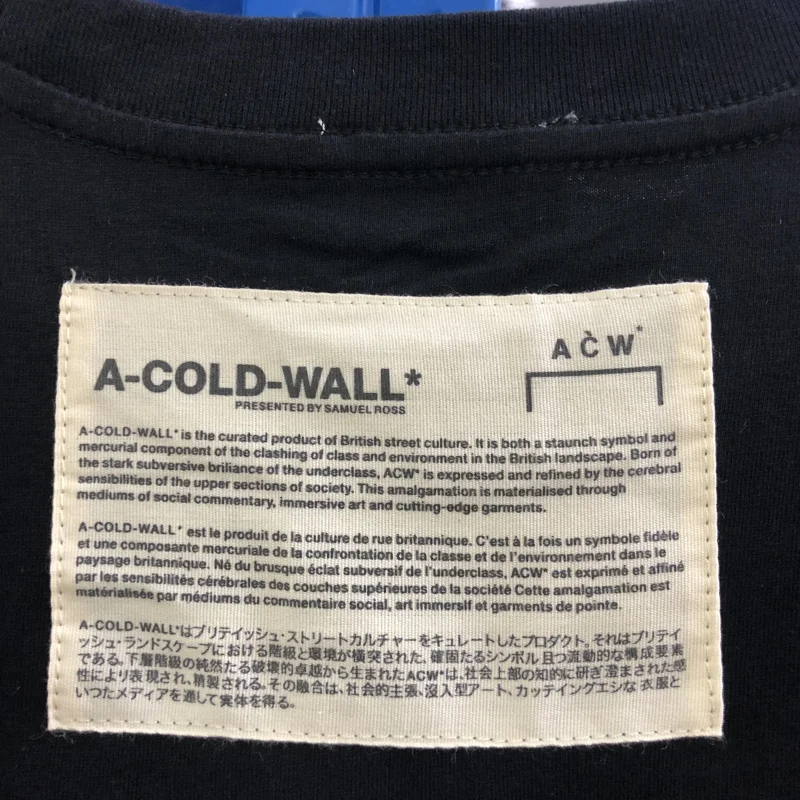 A-COLD-WALL*
PRESENTED BY SAMUEL ROSS
AĊW*
A-COLD-WALL* is the curated product of British street culture. It is both a staunch symbol and
mercurial component of the clashing of class and environment in the British landscape. Born of
the stark subversive briliance of the underclass, ACW* is expressed and refined by the cerebral
sensibilities of the upper sections of society. This amalgamation is materialised through
mediums of social commentary, immersive art and cutting-edge garments.
A-COLD-WALL* est le produit de la culture de rue britannique. C'est à la fois un symbole fidèle
et une composante mercuriale de la confrontation de la classe et de l'environnement dans le
paysage britannique. Né du brusque éclat subversif de l'underclass, ACW* est exprimé et affiné
par les sensibilités cérébrales des couches supérieures de la société Cette amalgamation est
matérialisée par médiums du commentaire social, art immersif et garments de pointe.
A-COLD-WALL*はブリテイッシュ・ストリートカルチャーをキュレートしたプロダクト。それはブリテイ
ッシュ・ランドスケープにおける階級と環境が衝突された、確固たるシンボル且つ流動的な構成要素
である。下層階級の純然たる破壊的卓越から生まれたACW*は、社会上部の知的に研ぎ澄まされた感
性により表現され、精製される。その融合は、社会的主張、沒入型アート、カッテイングエシな 衣服と
いつたメディアを通して実体を得る。